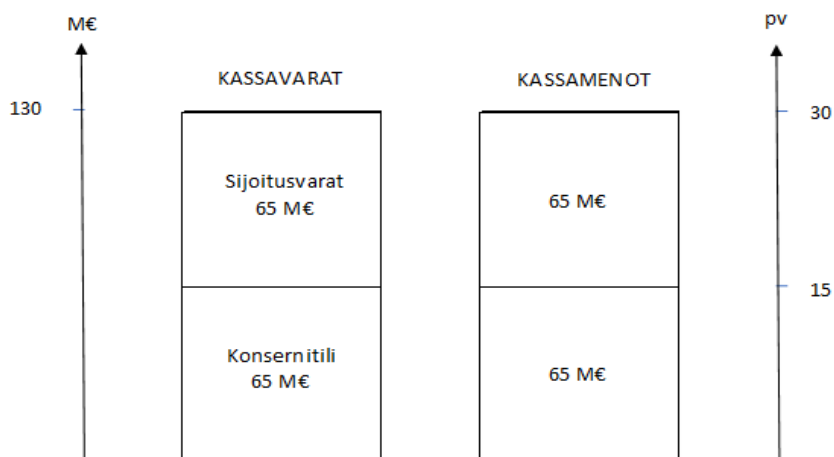 M€
pv
KASSAVARAT
KASSAMENOT
130
30
Sijoitusvarat
65 M€
65 M€
15
Konsernitili
65 M€
65 M€